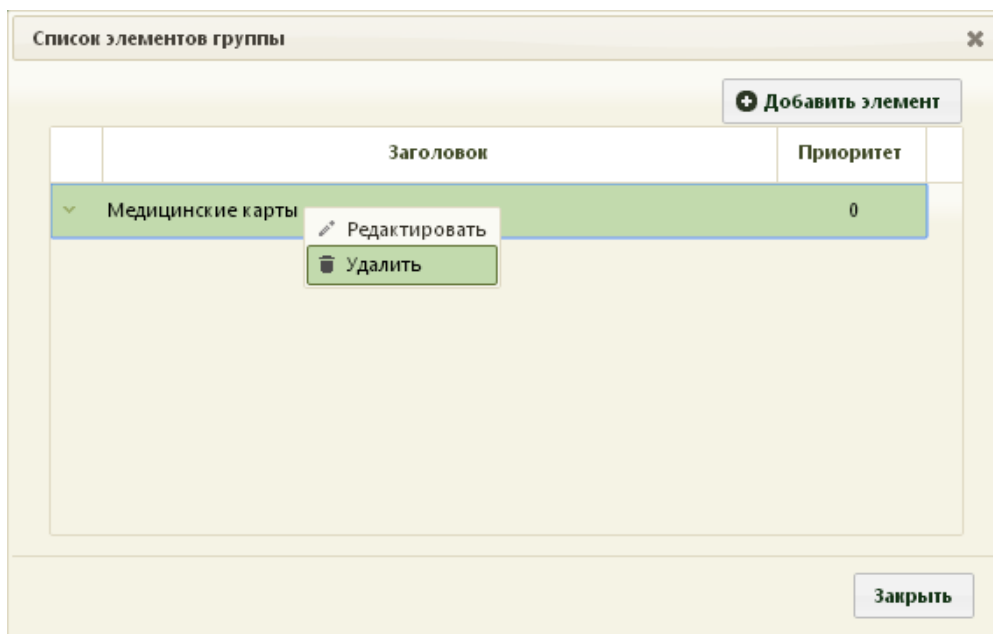 Список элементов группы
Добавить элемент
Заголовок Приоритет
Медицинские карты 0
Редактировать
Удалить
Закрыть